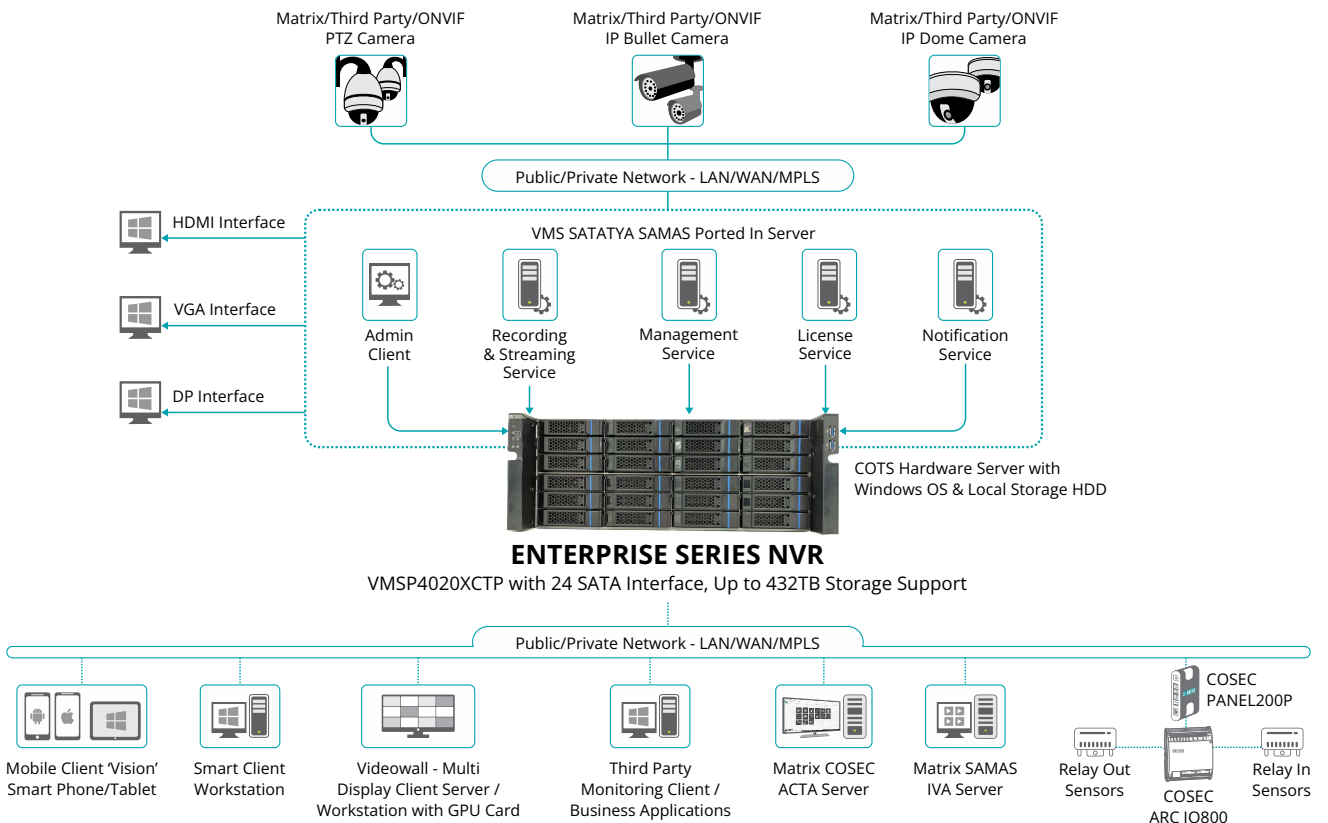 Matrix/Third Party/ONVIF
PTZ Camera
Matrix/Third Party/ONVIF
IP Bullet Camera
Matrix/Third Party/ONVIF
IP Dome Camera
Public/Private Network - LAN/WAN/MPLS
HDMI Interface
VGA Interface
DP Interface
VMS SATATYA SAMAS Ported In Server
Admin
Client
Recording
& Streaming
Service
Management
Service
License
Service
Notification
Service
COTS Hardware Server with
Windows OS & Local Storage HDD
ENTERPRISE SERIES NVR
VMSP4020XCTP with 24 SATA Interface, Up to 432TB Storage Support
Public/Private Network - LAN/WAN/MPLS
Mobile Client ‘Vision’
Smart Phone/Tablet
Smart Client
Workstation
Videowall - Multi
Display Client Server /
Workstation with GPU Card
Third Party
Monitoring Client /
Business Applications
Matrix COSEC
ACTA Server
Matrix SAMAS
IVA Server
COSEC
PANEL200P
Relay Out
Sensors
COSEC
ARC IO800
Relay In
Sensors